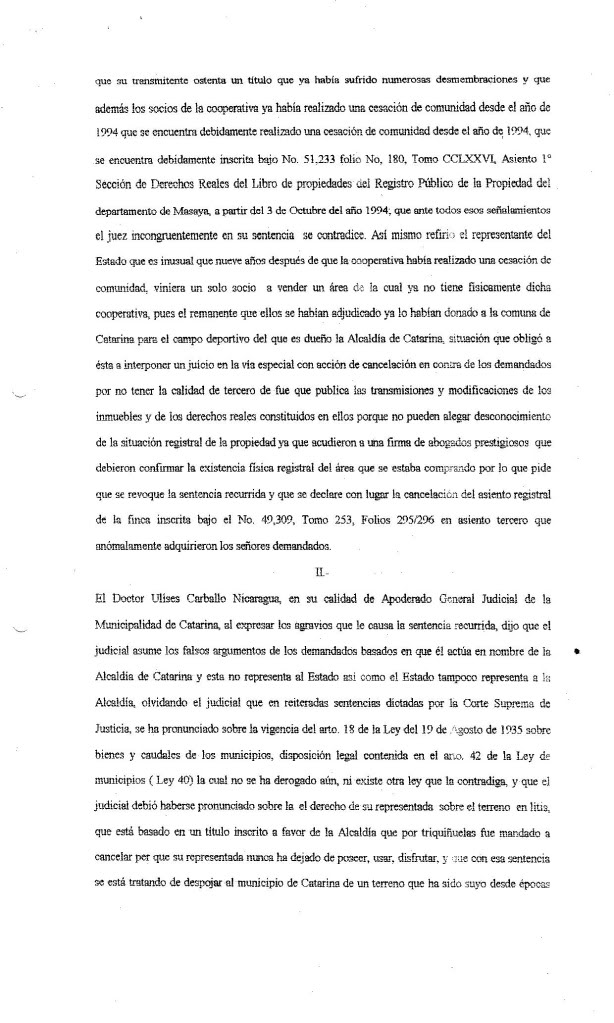 que su transmitente ostenta un título que ya había sufrido numerosas desmembraciones y que
además los socios de la cooperativa ya había realizado una cesación de comunidad desde el año de
1994 que se encuentra debidamente realizado una cesación de comunidad desde el año de 1994, que
se encuentra debidamente inscrita bajo No. 51,233 folio No, 180, Tomo CCLXXVI, Asiento 1°
Sección de Derechos Reales del Libro de propiedades del Registro Público de la Propiedad del
departamento de Masaya, a partir del 3 de Octubre del año 1994; que ante todos esos señalamientos
el juez incongruentemente en su sentencia se contradice. Así mismo refirió el representante del
Estado que es inusual que nueve años después de que la cooperativa había realizado una cesación de
comunidad, viniera un solo socio a vender un área de la cual ya no tiene físicamente dicha
cooperativa, pues el remanente que ellos se habían adjudicado ya lo habían donado a la comuna de
Catarina para el campo deportivo del que es dueño la Alcaldía de Catarina, situación que obligó a
ésta a interponer un juicio en la vía especial con acción de cancelación en contra de los demandados
por no tener la calidad de tercero de fue que publica las transmisiones y modificaciones de los
inmuebles y de los derechos reales constituidos en ellos porque no pueden alegar desconocimiento
de la situación registral de la propiedad ya que acudieron a una firma de abogados prestigiosos que
debieron confirmar la existencia física registral del área que se estaba comprando por lo que pide
que se revoque la sentencia recurrida y que se declare con lugar la cancelación del asiento registral
de la finca inscrita bajo el No. 49,309, Tomo 253, Folios 295/296 en asiento tercero que
anómalamente adquirieron los señores demandados.
II.-
El Doctor Ulises Carballo Nicaragua, en su calidad de Apoderado General Judicial de la
Municipalidad de Catarina, al expresar los agravios que le causa la sentencia recurrida, dijo que el
judicial asume los falsos argumentos de los demandados basados en que él actúa en nombre de la
Alcaldía de Catarina y esta no representa al Estado así como el Estado tampoco representa a la
Alcaldía, olvidando el judicial que en reiteradas sentencias dictadas por la Corte Suprema de
Justicia, se ha pronunciado sobre la vigencia del arto. 18 de la Ley del 19 de Agosto de 1935 sobre
bienes y caudales de los municipios, disposición legal contenida en el arto. 42 de la Ley de
municipios ( Ley 40) la cual no se ha derogado aún, ni existe otra ley que la contradiga, y que el
judicial debió haberse pronunciado sobre la el derecho de su representada sobre el terreno en litis,
que está basado en un título inscrito a favor de la Alcaldía que por triquiñuelas fue mandado a
cancelar per que su representada nunca ha dejado de poseer, usar, disfrutar, y que con esa sentencia
se está tratando de despojar al municipio de Catarina de un terreno que ha sido suyo desde épocas